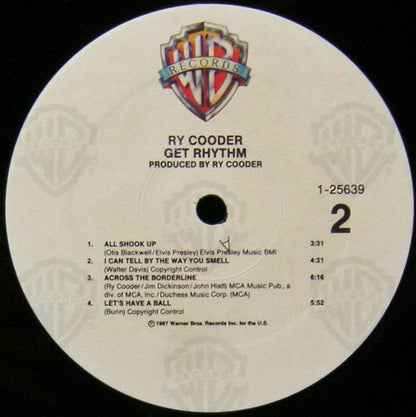 WB
RECORDS
RY COODER
GET RHYTHM
PRODUCED BY RY COODER
1-25639
2
1. ALL SHOOK UP 3:31
(Otis Blackwell/Elvis Presley) Elvis Presley Music BMI
2. I CAN TELL BY THE WAY YOU SMELL 4:31
(Walter Davis) Copyright Control
3. ACROSS THE BORDERLINE 6:16
(Ry Cooder/Jim Dickinson/John Hiatt) MCA Music Pub., a
div. of MCA, Inc./Duchess Music Corp. (MCA)
4. LET'S HAVE A BALL 5:52
(Bunn) Copyright Control
℗ 1987 Warner Bros. Records Inc. for the U.S.